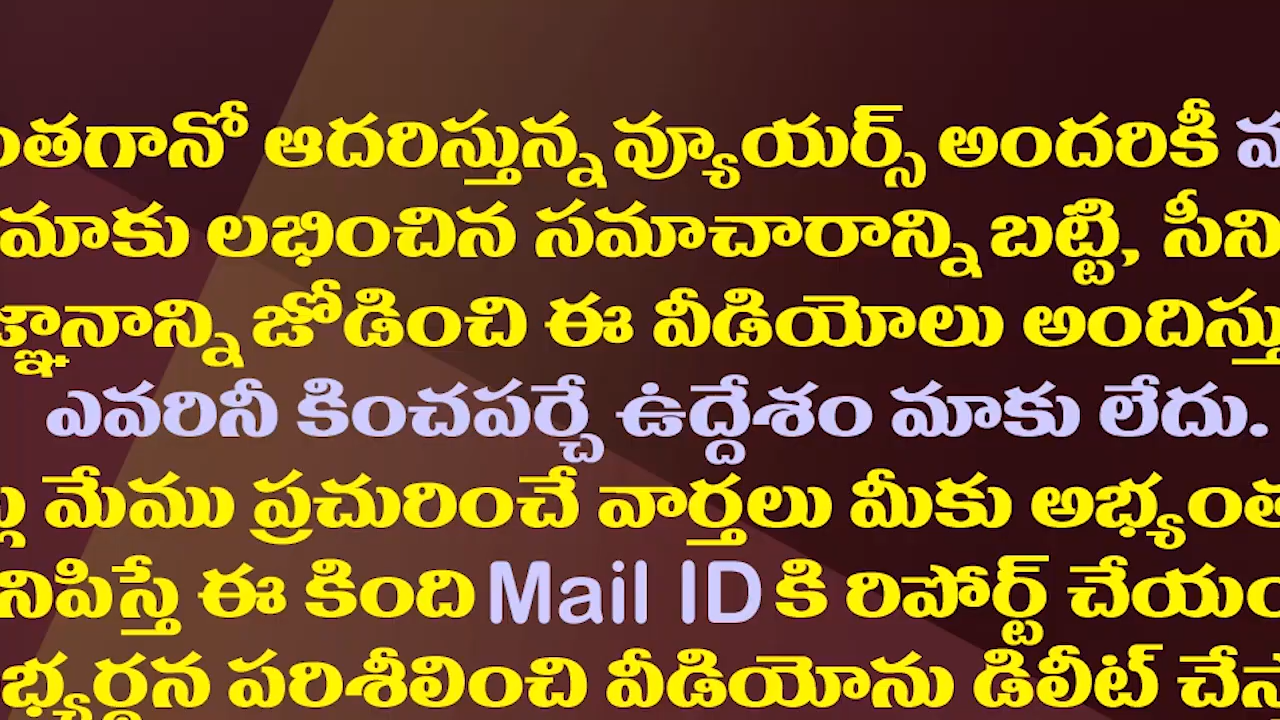 ంతగానో ఆదరిస్తున్న వ్యూయర్స్ అందరికీ
మాకు లభించిన సమాచారాన్ని బట్టి, సీని
జ్ఞానాన్ని జోడించి ఈ వీడియోలు అందిస్తు
ఎవరినీ కించపర్చే ఉద్దేశం మాకు లేదు.
మేము ప్రచురించే వార్తలు మీకు అభ్యంత
నిపిస్తే ఈ కింది Mail ID కి రిపోర్ట్ చేయం
భ్యర్థన పరిశీలించి వీడియోను డిలీట్ చేస